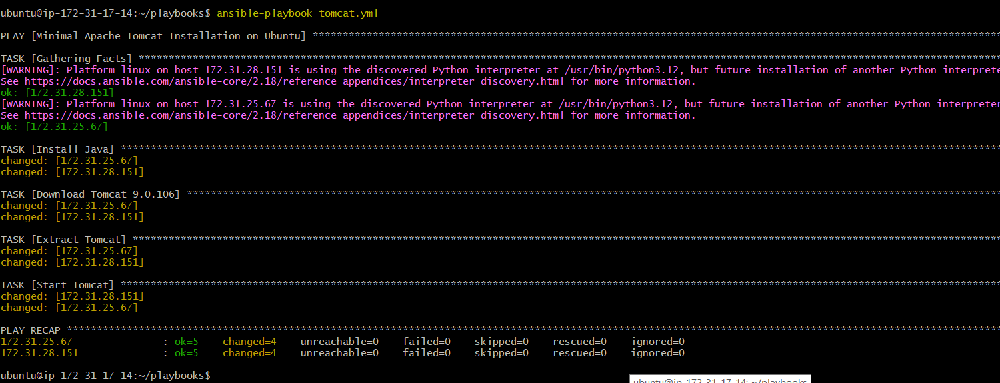 ubuntu@ip-172-31-17-14:~/playbooks$ ansible-playbook tomcat.yml
PLAY [Minimal Apache Tomcat Installation on Ubuntu] *******************************************************************************************************************
TASK [Gathering Facts] ************************************************************************************************************************************************
[WARNING]: Platform linux on host 172.31.28.151 is using the discovered Python interpreter at /usr/bin/python3.12, but future installation of another Python
See https://docs.ansible.com/ansible-core/2.18/reference_appendices/interpreter_discovery.html for more information.
ok: [172.31.28.151]
[WARNING]: Platform linux on host 172.31.25.67 is using the discovered Python interpreter at /usr/bin/python3.12, but future installation of another Python interpreter
See https://docs.ansible.com/ansible-core/2.18/reference_appendices/interpreter_discovery.html for more information.
ok: [172.31.25.67]
TASK [Install Java] ***************************************************************************************************************************************************
changed: [172.31.25.67]
changed: [172.31.28.151]
TASK [Download Tomcat 9.0.106] ****************************************************************************************************************************************
changed: [172.31.25.67]
changed: [172.31.28.151]
TASK [Extract Tomcat] *************************************************************************************************************************************************
changed: [172.31.25.67]
changed: [172.31.28.151]
TASK [Start Tomcat] ***************************************************************************************************************************************************
changed: [172.31.28.151]
changed: [172.31.25.67]
PLAY RECAP ************************************************************************************************************************************************************
172.31.25.67 : ok=5 changed=4 unreachable=0 failed=0 skipped=0 rescued=0 ignored=0
172.31.28.151 : ok=5 changed=4 unreachable=0 failed=0 skipped=0 rescued=0 ignored=0
ubuntu@ip-172-31-17-14:~/playbooks$
ubuntu@ip-172-31-17-14: ~/playbooks